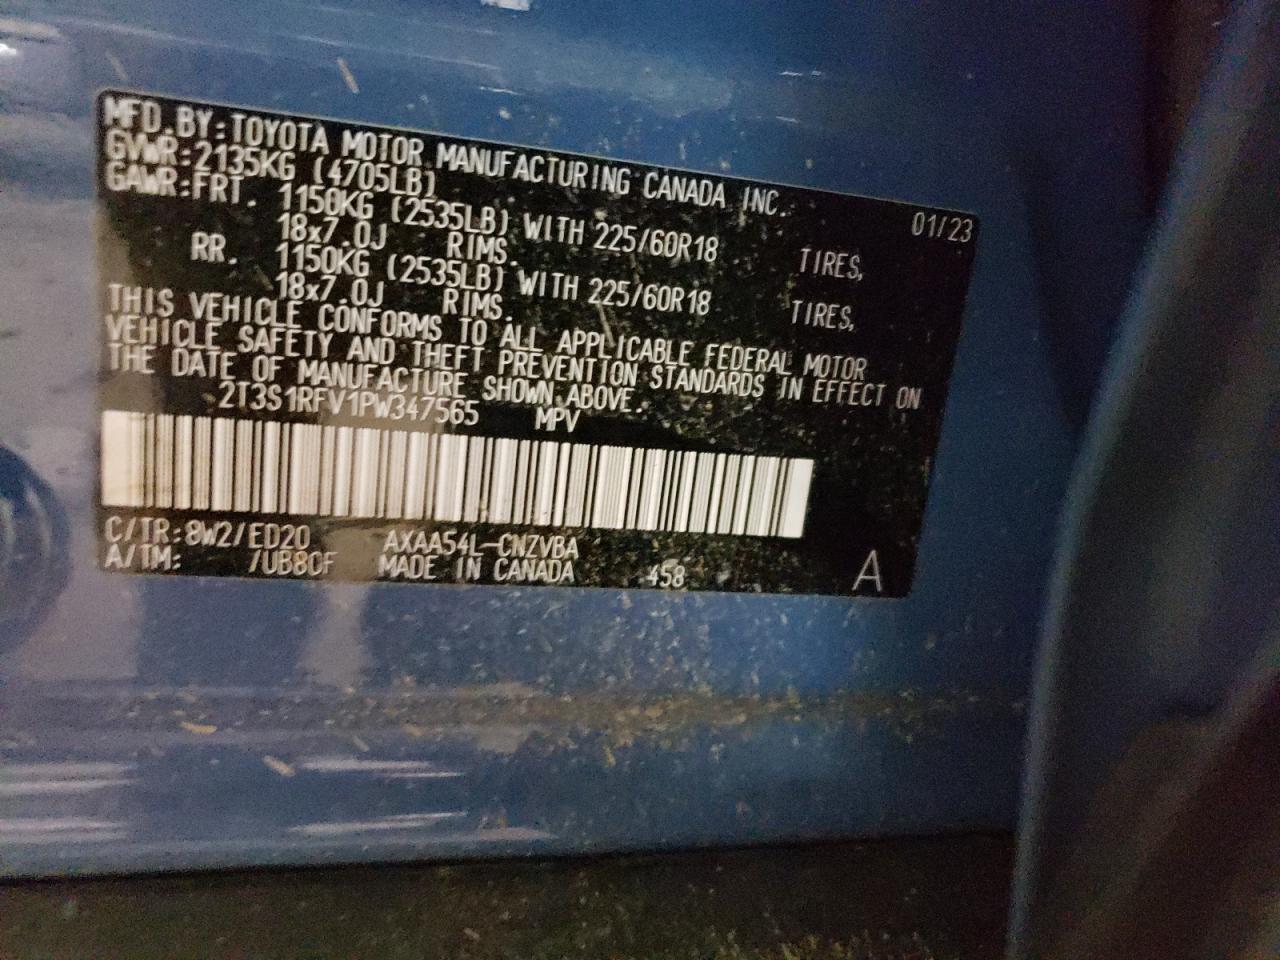 MFD.BY:TOYOTA MOTOR MANUFACTURING CANADA INC. 01/23
GVWR:2135KG (4705LB)
GAWR:FRT. 1150KG (2535LB) WITH 225/60R18 TIRES,
18x7.0J RIMS.
RR. 1150KG (2535LB) WITH 225/60R18 TIRES,
18x7.0J RIMS.
THIS VEHICLE CONFORMS TO ALL APPLICABLE FEDERAL MOTOR
VEHICLE SAFETY AND THEFT PREVENTION STANDARDS IN EFFECT ON
THE DATE OF MANUFACTURE SHOWN ABOVE.
2T3S1RFV1PW347565 MPV
C/TR:8W2/ED20 AXAA54L-CNZVBA
A/TM: /UB80F MADE IN CANADA 458 A